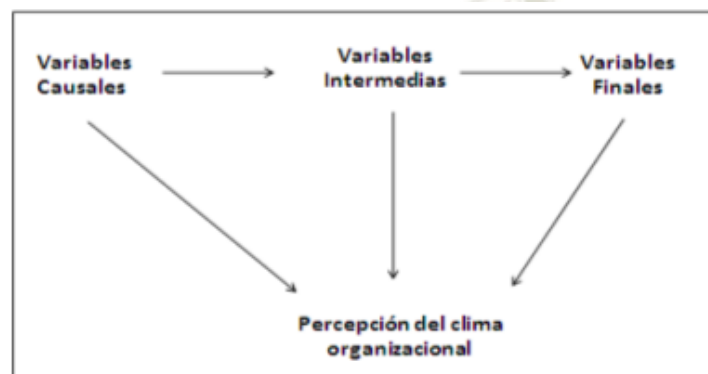 Variables
Causales
Variables
Intermedias
Variables
Finales
Percepción del clima
organizacional